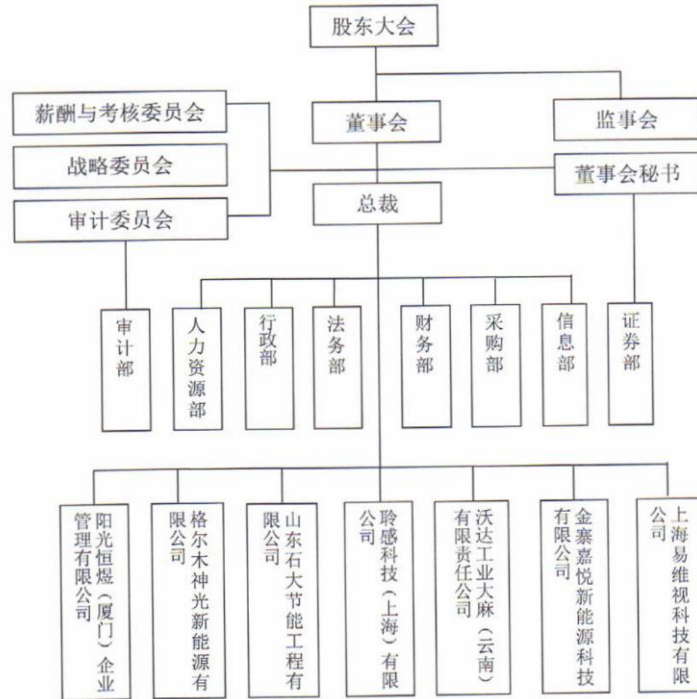 股东大会
薪酬与考核委员会
董事会
监事会
战略委员会
董事会秘书
审计委员会
总裁
审计部
人力资源部
行政部
法务部
财务部
采购部
信息部
证券部
阳光恒煜（厦门）企业
管理有限公司
格尔木神光新能源有
限公司
山东石大节能工程有
限公司
聆感科技（上海）有限
公司
沃达工业大麻（云南）
有限责任公司
金寨嘉悦新能源科技
有限公司
上海易维视科技有限
公司